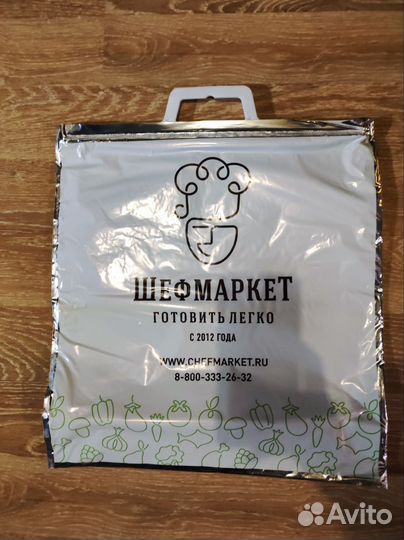 ШЕФМАРКЕТ
ГОТОВИТЬ ЛЕГКО
С 2012 ГОДА
WWW.CHEFMARKET.RU
8-800-333-26-32
Avito